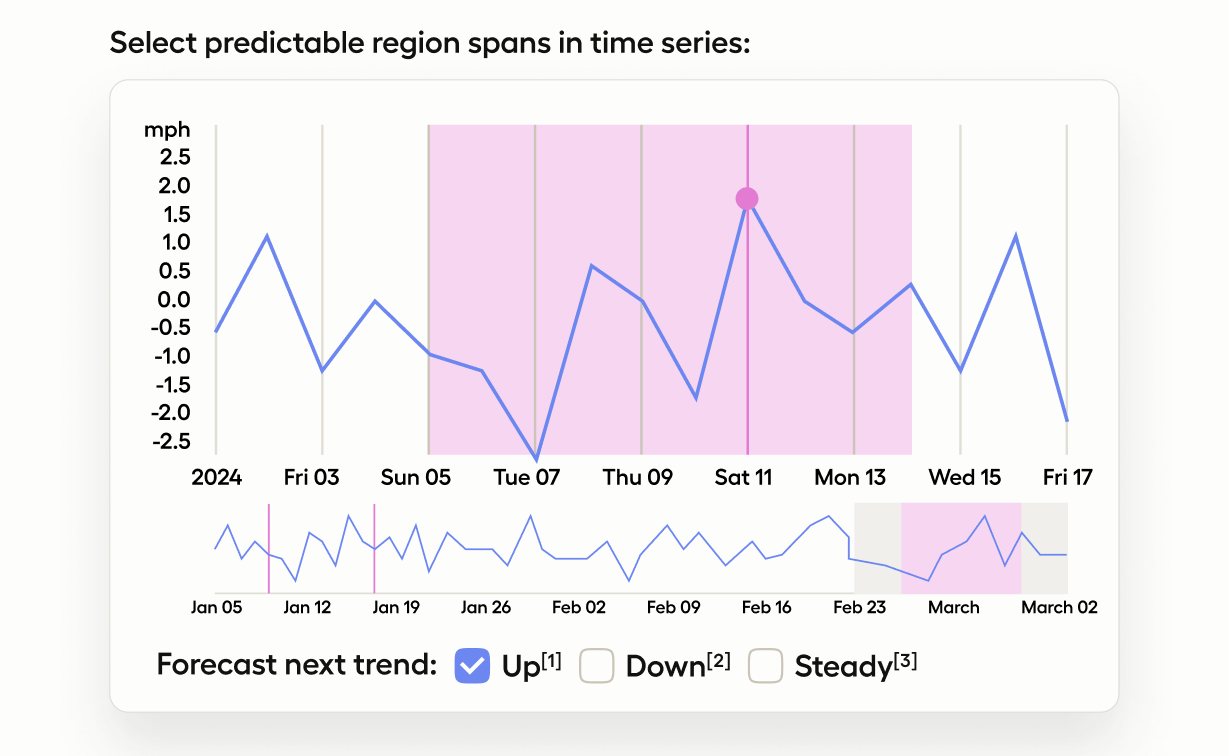 Select predictable region spans in time series:
mph
2.5
2.0
1.5
1.0
0.5
0.0
-0.5
-1.0
-1.5
-2.0
-2.5
2024 Fri 03 Sun 05 Tue 07 Thu 09 Sat 11 Mon 13 Wed 15 Fri 17
Jan 05 Jan 12 Jan 19 Jan 26 Feb 02 Feb 09 Feb 16 Feb 23 March March 02
Forecast next trend: Up[1] Down[2] Steady[3]